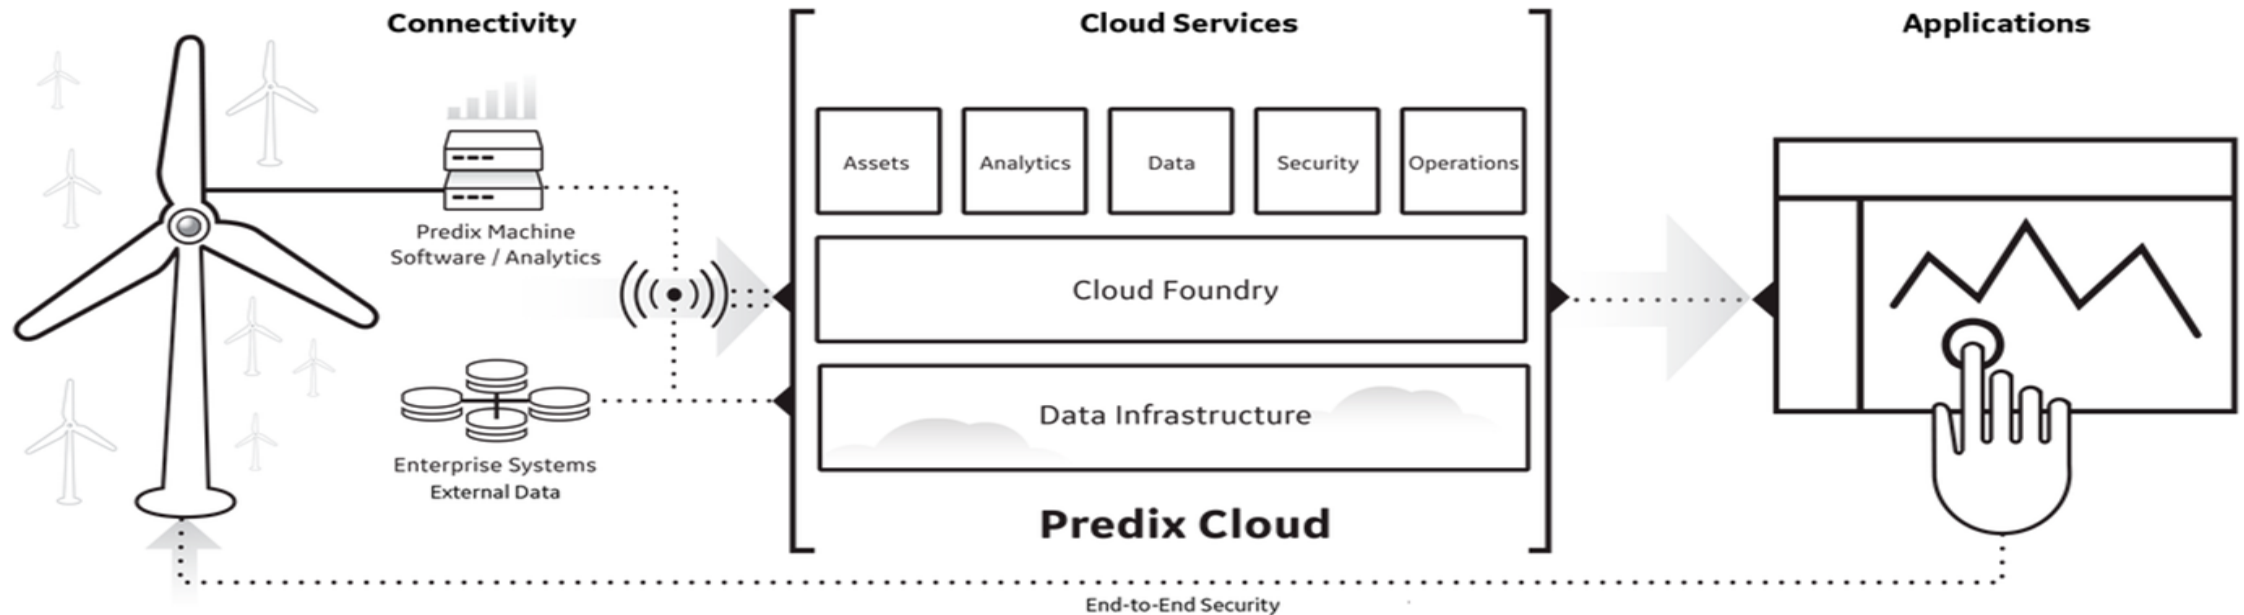 Connectivity
Cloud Services
Applications
Assets
Analytics
Data
Security
Operations
Predix Machine
Software / Analytics
Cloud Foundry
Data Infrastructure
Enterprise Systems
External Data
Predix Cloud
End-to-End Security